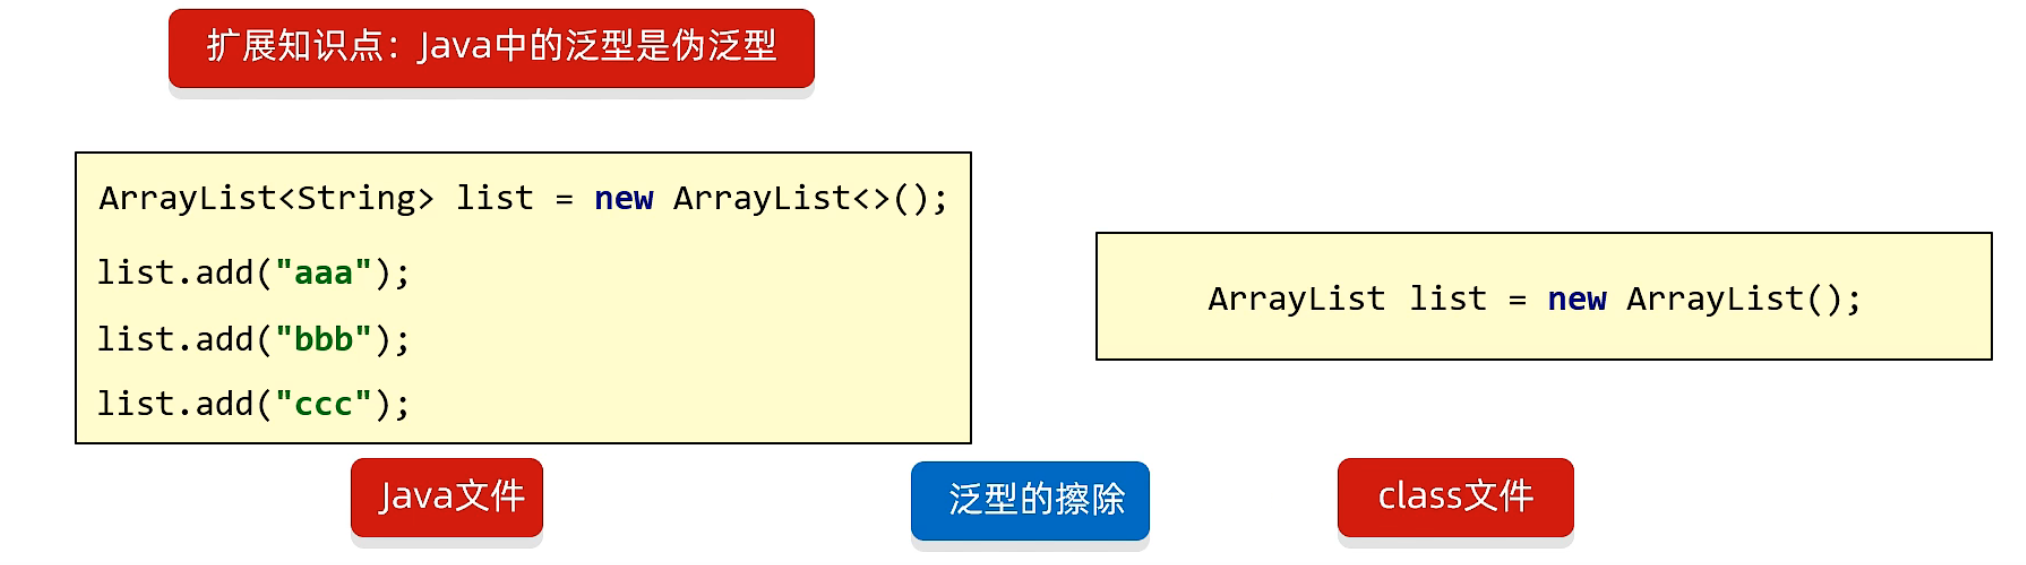 扩展知识点：Java中的泛型是伪泛型
ArrayList<String> list = new ArrayList<>();
list.add("aaa");
list.add("bbb");
list.add("ccc");
ArrayList list = new ArrayList();
Java文件
泛型的擦除
class文件